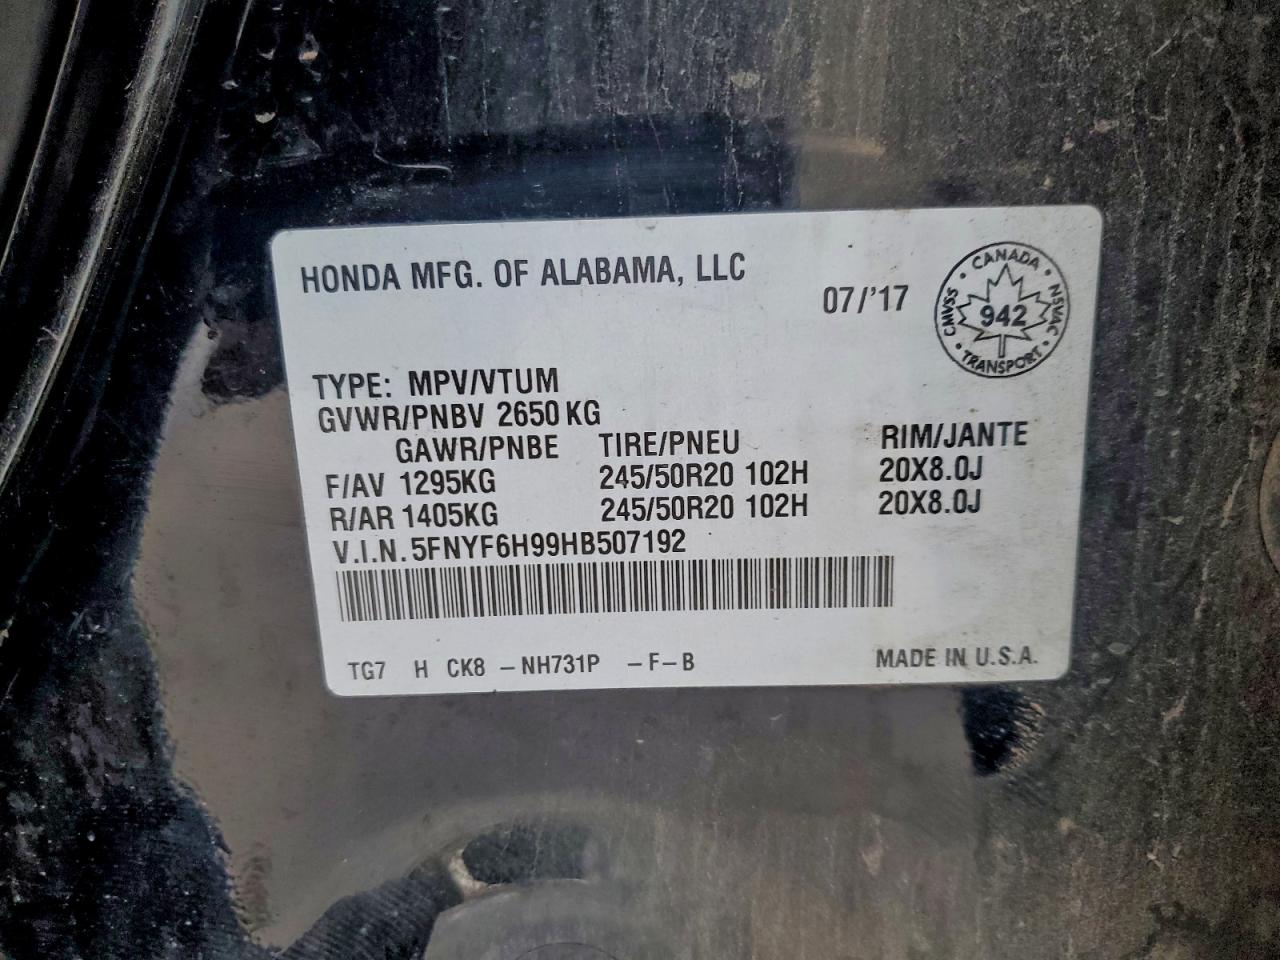 HONDA MFG. OF ALABAMA, LLC
07/'17
CANADA
CMVSS 942 NSVAC
TRANSPORT
TYPE: MPV/VTUM
GVWR/PNBV 2650 KG
GAWR/PNBE TIRE/PNEU RIM/JANTE
F/AV 1295KG 245/50R20 102H 20X8.0J
R/AR 1405KG 245/50R20 102H 20X8.0J
V.I.N. 5FNYF6H99HB507192
TG7 H CK8 -NH731P -F-B MADE IN U.S.A.